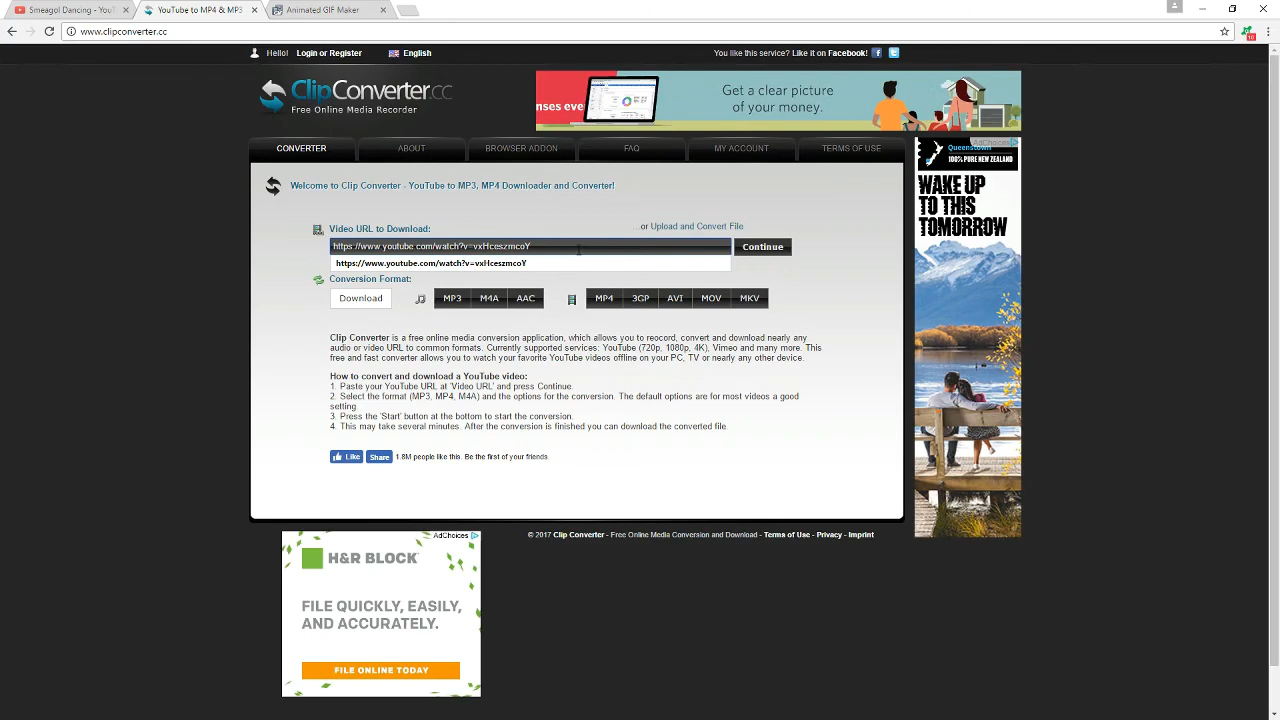 Smeagol Dancing - YouT
YouTube to MP4 & MP3
Animated GIF Maker
www.clipconverter.cc
10
Hello! Login or Register
English
You like this service? Like it on Facebook!
ClipConverter.cc
Free Online Media Recorder
nses eve
Get a clear picture
of your money.
CONVERTER
ABOUT
BROWSER ADDON
FAQ
MY ACCOUNT
TERMS OF USE
AdChoices
Queenstown
100% PURE NEW ZEALAND
WAKE UP
TO THIS
TOMORROW
Welcome to Clip Converter - YouTube to MP3, MP4 Downloader and Converter!
Video URL to Download:
...or Upload and Convert File
https://www.youtube.com/watch?v=vxHceszmcoY
Continue
https://www.youtube.com/watch?v=vxHceszmcoY
Conversion Format:
Download
MP3 M4A AAC
MP4 3GP AVI MOV MKV
Clip Converter is a free online media conversion application, which allows you to reocord, convert and download nearly any
audio or video URL to common formats. Currently supported services: YouTube (720p, 1080p, 4K), Vimeo and many more. This
free and fast converter allows you to watch your favorite YouTube videos offline on your PC, TV or nearly any other device.
How to convert and download a YouTube video:
1. Paste your YouTube URL at 'Video URL' and press Continue.
2. Select the format (MP3, MP4, M4A) and the options for the conversion. The default options are for most videos a good
setting.
3. Press the 'Start' button at the bottom to start the conversion.
4. This may take several minutes. After the conversion is finished you can download the converted file.
Like Share 1.8M people like this. Be the first of your friends.
© 2017 Clip Converter - Free Online Media Conversion and Download - Terms of Use - Privacy - Imprint
AdChoices
H&R BLOCK
FILE QUICKLY, EASILY,
AND ACCURATELY.
FILE ONLINE TODAY